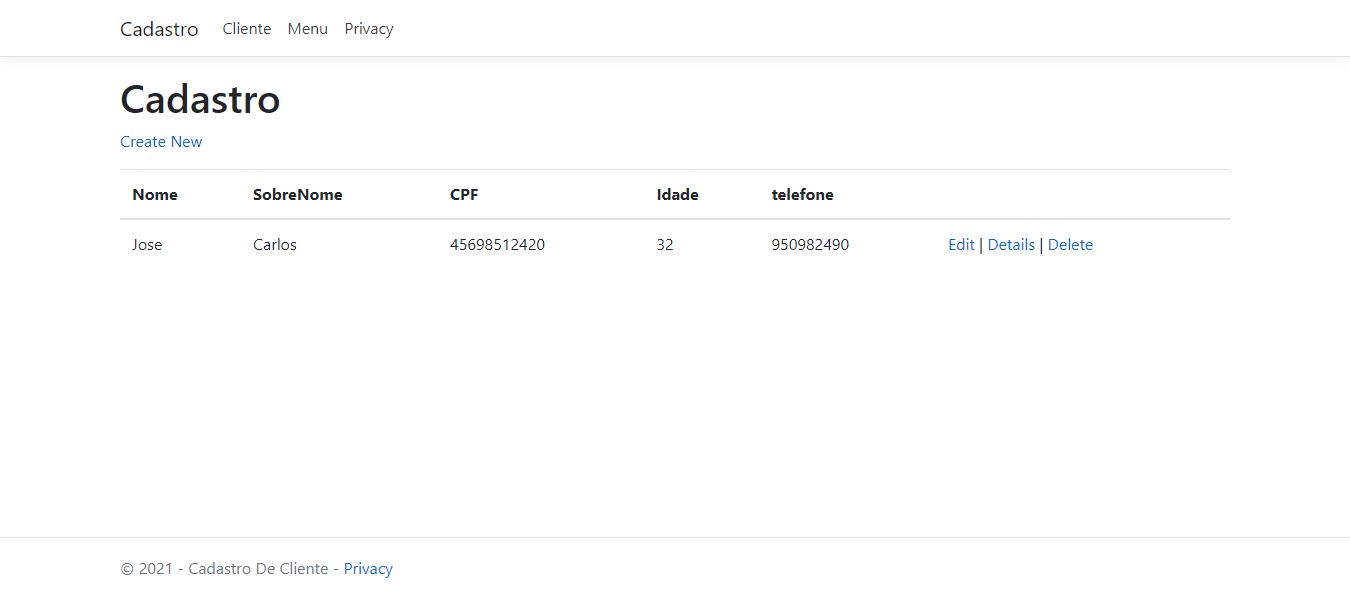 Cadastro Cliente Menu Privacy
Cadastro
Create New
Nome SobreNome CPF Idade telefone
Jose Carlos 45698512420 32 950982490 Edit | Details | Delete
© 2021 - Cadastro De Cliente - Privacy